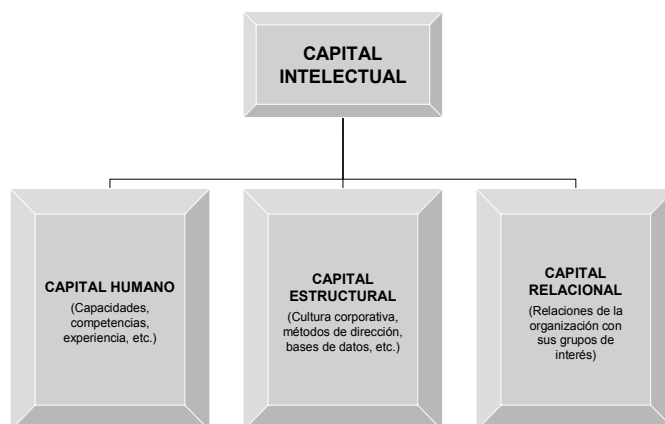 CAPITAL
INTELECTUAL
CAPITAL HUMANO
(Capacidades,
competencias,
experiencia, etc.)
CAPITAL
ESTRUCTURAL
(Cultura corporativa,
métodos de dirección,
bases de datos, etc.)
CAPITAL
RELACIONAL
(Relaciones de la
organización con
sus grupos de
interés)